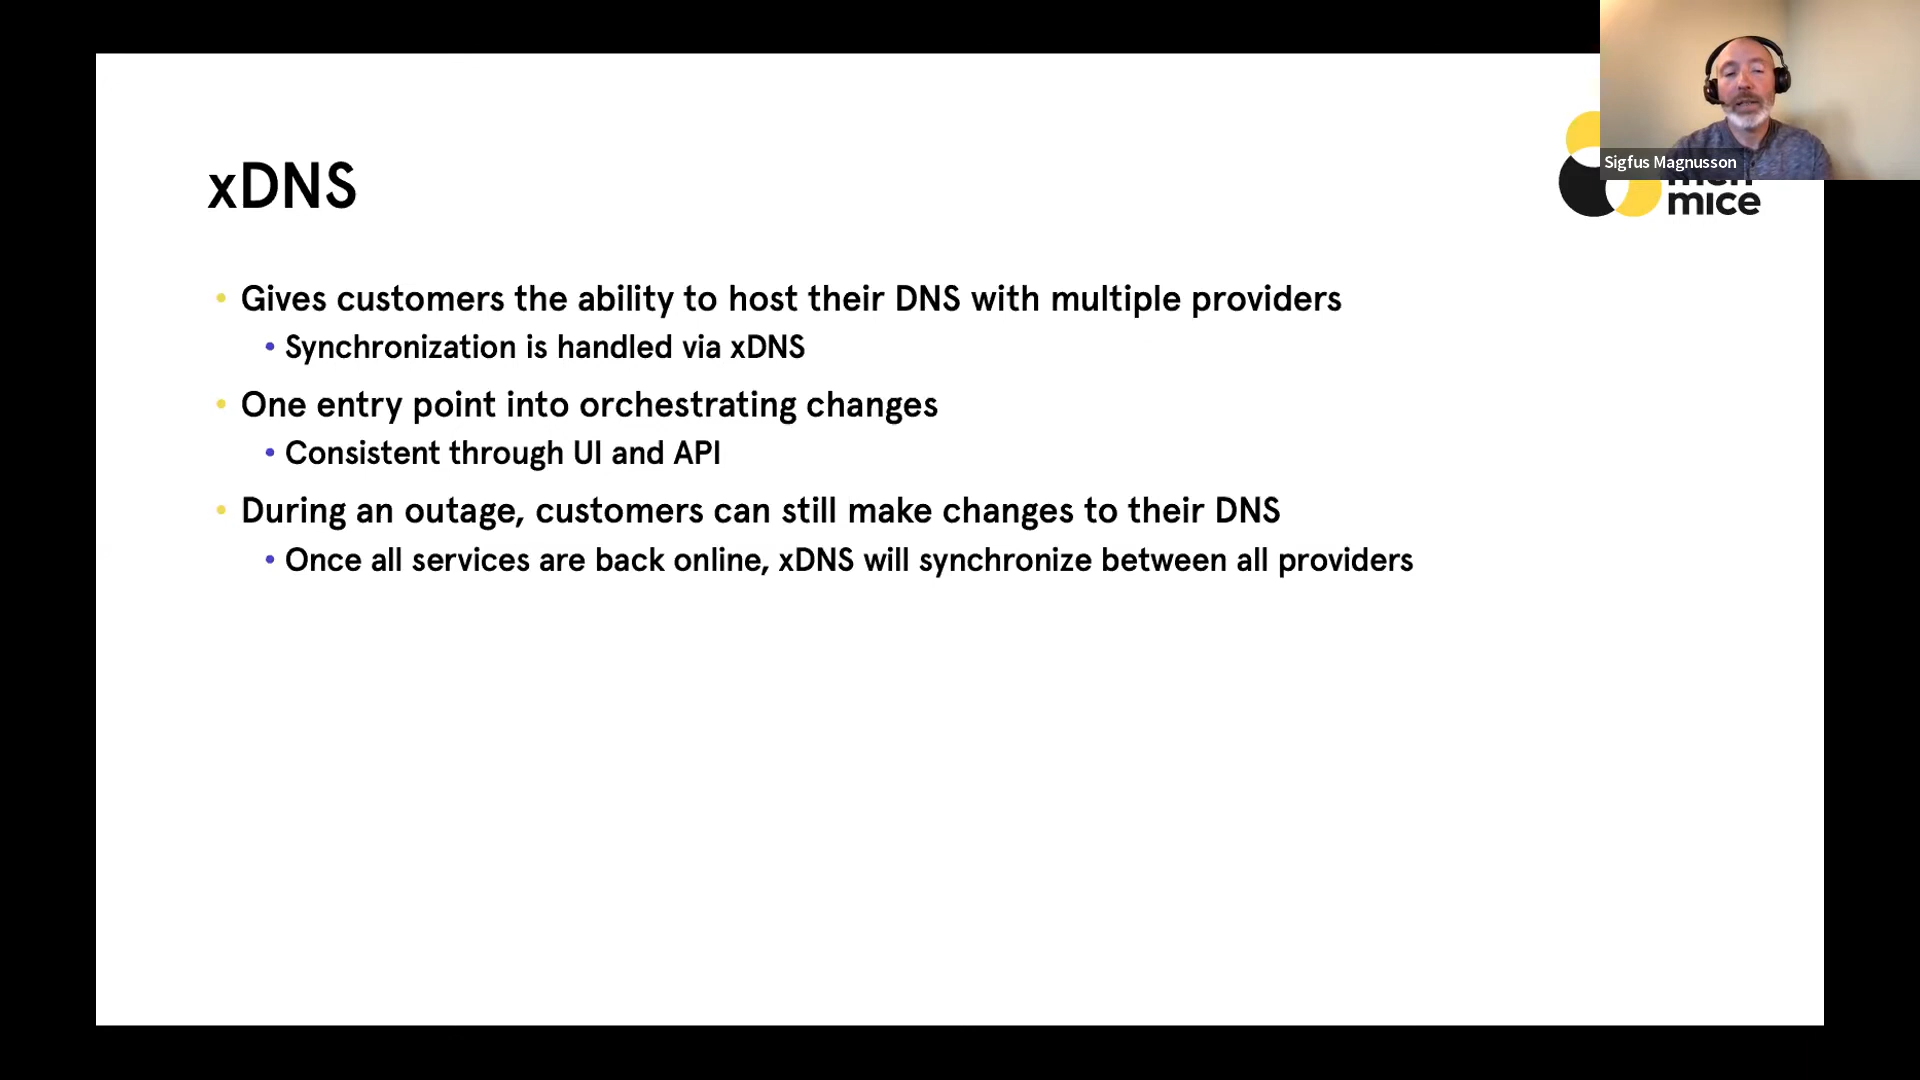 xDNS
Sigfus Magnusson
mice
• Gives customers the ability to host their DNS with multiple providers
• Synchronization is handled via xDNS
• One entry point into orchestrating changes
• Consistent through UI and API
• During an outage, customers can still make changes to their DNS
• Once all services are back online, xDNS will synchronize between all providers